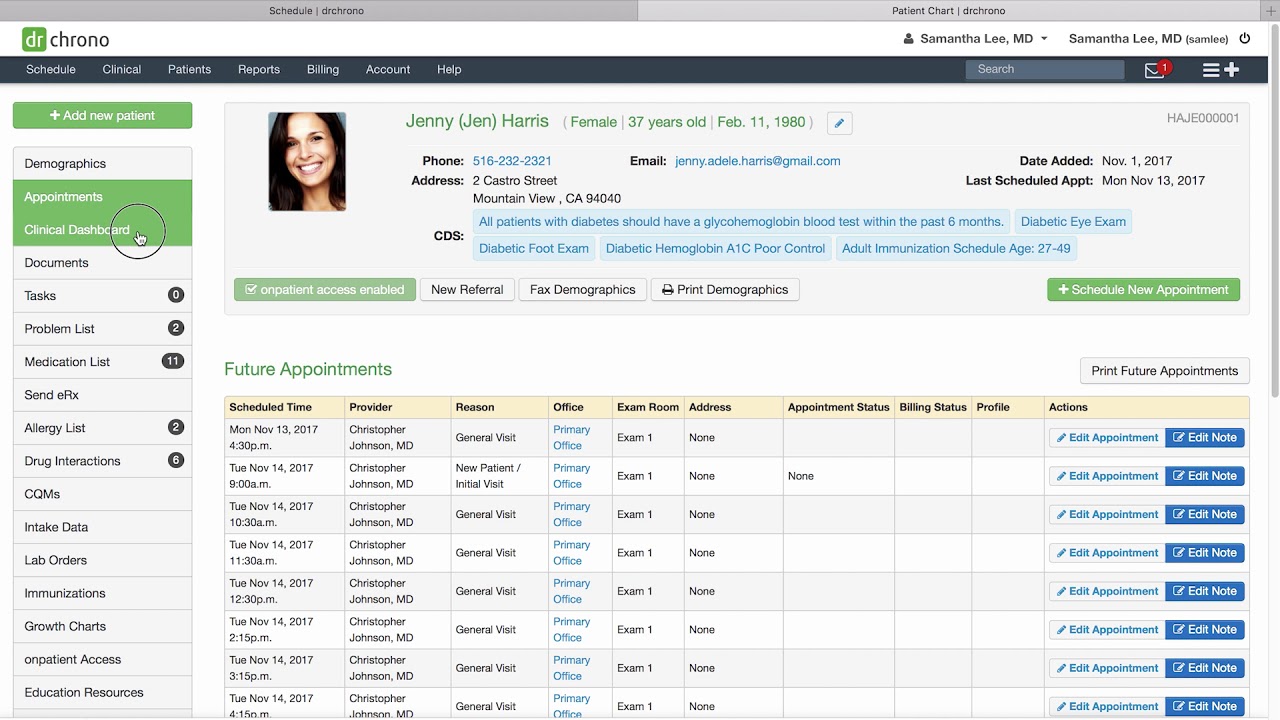 Schedule | drchrono
Patient Chart | drchrono
dr chrono
Samantha Lee, MD
Samantha Lee, MD (samlee)
Schedule Clinical Patients Reports Billing Account Help
Search
1
Add new patient
Demographics
Appointments
Clinical Dashboard
Documents
Tasks 0
Problem List 2
Medication List 11
Send eRx
Allergy List 2
Drug Interactions 6
CQMs
Intake Data
Lab Orders
Immunizations
Growth Charts
onpatient Access
Education Resources
Jenny (Jen) Harris ( Female | 37 years old | Feb. 11, 1980 )
HAJE000001
Phone: 516-232-2321 Email: jenny.adele.harris@gmail.com Date Added: Nov. 1, 2017
Address: 2 Castro Street Last Scheduled Appt: Mon Nov 13, 2017
Mountain View , CA 94040
CDS:
All patients with diabetes should have a glycohemoglobin blood test within the past 6 months. Diabetic Eye Exam
Diabetic Foot Exam Diabetic Hemoglobin A1C Poor Control Adult Immunization Schedule Age: 27-49
onpatient access enabled New Referral Fax Demographics Print Demographics Schedule New Appointment
Future Appointments
Print Future Appointments
Scheduled Time Provider Reason Office Exam Room Address Appointment Status Billing Status Profile Actions
Mon Nov 13, 2017 Christopher Primary
4:30p.m. Johnson, MD General Visit Office Exam 1 None Edit Appointment Edit Note
Tue Nov 14, 2017 Christopher New Patient / Primary
9:00a.m. Johnson, MD Initial Visit Office Exam 1 None None Edit Appointment Edit Note
Tue Nov 14, 2017 Christopher Primary
10:30a.m. Johnson, MD General Visit Office Exam 1 None Edit Appointment Edit Note
Tue Nov 14, 2017 Christopher Primary
11:30a.m. Johnson, MD General Visit Office Exam 1 None Edit Appointment Edit Note
Tue Nov 14, 2017 Christopher Primary
12:30p.m. Johnson, MD General Visit Office Exam 1 None Edit Appointment Edit Note
Tue Nov 14, 2017 Christopher Primary
2:15p.m. Johnson, MD General Visit Office Exam 1 None Edit Appointment Edit Note
Tue Nov 14, 2017 Christopher Primary
3:15p.m. Johnson, MD General Visit Office Exam 1 None Edit Appointment Edit Note
Tue Nov 14, 2017 Christopher Primary
4:15p.m. Johnson, MD General Visit Office Exam 1 None Edit Appointment Edit Note